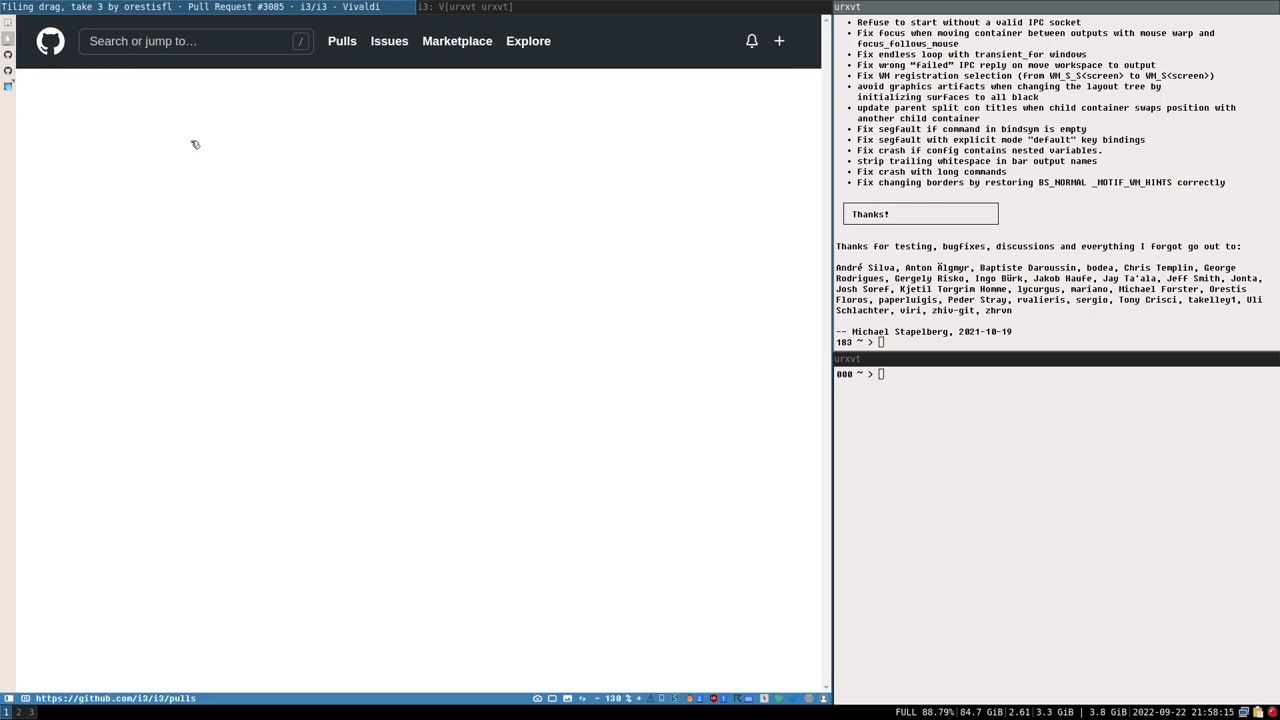 Tiling drag, take 3 by orestisfl · Pull Request #3085 · i3/i3 - Vivaldi
i3: V[urxvt urxvt]
Search or jump to…
/
Pulls
Issues
Marketplace
Explore
https://github.com/i3/i3/pulls
- 130 % +
urxvt
• Refuse to start without a valid IPC socket
• Fix focus when moving container between outputs with mouse warp and
focus_follows_mouse
• Fix endless loop with transient_for windows
• Fix wrong “failed” IPC reply on move workspace to output
• Fix WM registration selection (from WM_S_S<screen> to WM_S<screen>)
• avoid graphics artifacts when changing the layout tree by
initializing surfaces to all black
• update parent split con titles when child container swaps position with
another child container
• Fix segfault if command in bindsym is empty
• Fix segfault with explicit mode "default" key bindings
• Fix crash if config contains nested variables.
• strip trailing whitespace in bar output names
• Fix crash with long commands
• Fix changing borders by restoring BS_NORMAL _MOTIF_WM_HINTS correctly
Thanks!
Thanks for testing, bugfixes, discussions and everything I forgot go out to:
André Silva, Anton Älgmyr, Baptiste Daroussin, bodea, Chris Templin, George
Rodrigues, Gergely Risko, Ingo Bürk, Jakob Haufe, Jay Ta'ala, Jeff Smith, Jonta,
Josh Soref, Kjetil Torgrim Homme, lycurgus, mariano, Michael Forster, Orestis
Floros, paperluigis, Peder Stray, rvalieris, sergio, Tony Crisci, takelley1, Uli
Schlachter, viri, zhiv-git, zhrvn
-- Michael Stapelberg, 2021-10-19
183 ~ >
urxvt
000 ~ >
1 2 3
FULL 88.79% 84.7 GiB 2.61 3.3 GiB | 3.8 GiB 2022-09-22 21:58:15